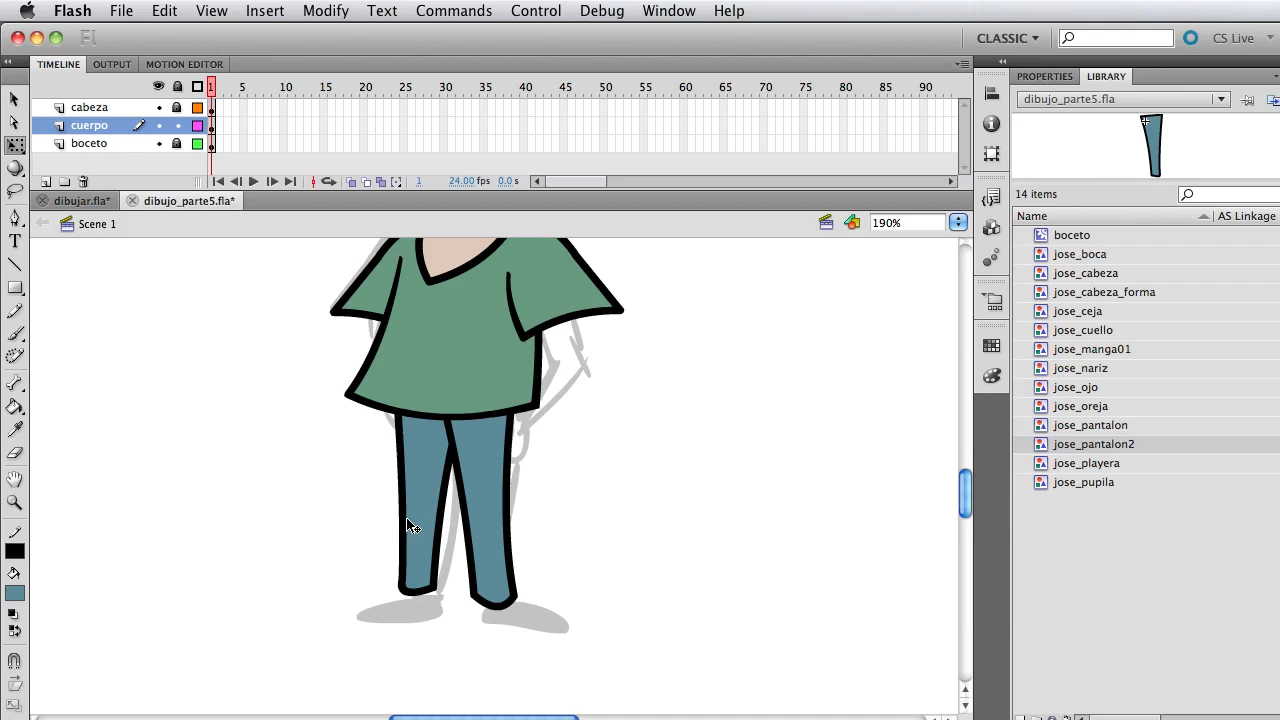 Flash File Edit View Insert Modify Text Commands Control Debug Window Help
Fl CLASSIC CS Live
TIMELINE OUTPUT MOTION EDITOR PROPERTIES LIBRARY
1 5 10 15 20 25 30 35 40 45 50 55 60 65 70 75 80 85 90
cabeza
cuerpo
boceto
1 24.00 fps 0.0 s
dibujar.fla* dibujo_parte5.fla*
Scene 1 190%
dibujo_parte5.fla
14 items
Name AS Linkage
boceto
jose_boca
jose_cabeza
jose_cabeza_forma
jose_ceja
jose_cuello
jose_manga01
jose_nariz
jose_ojo
jose_oreja
jose_pantalon
jose_pantalon2
jose_playera
jose_pupila